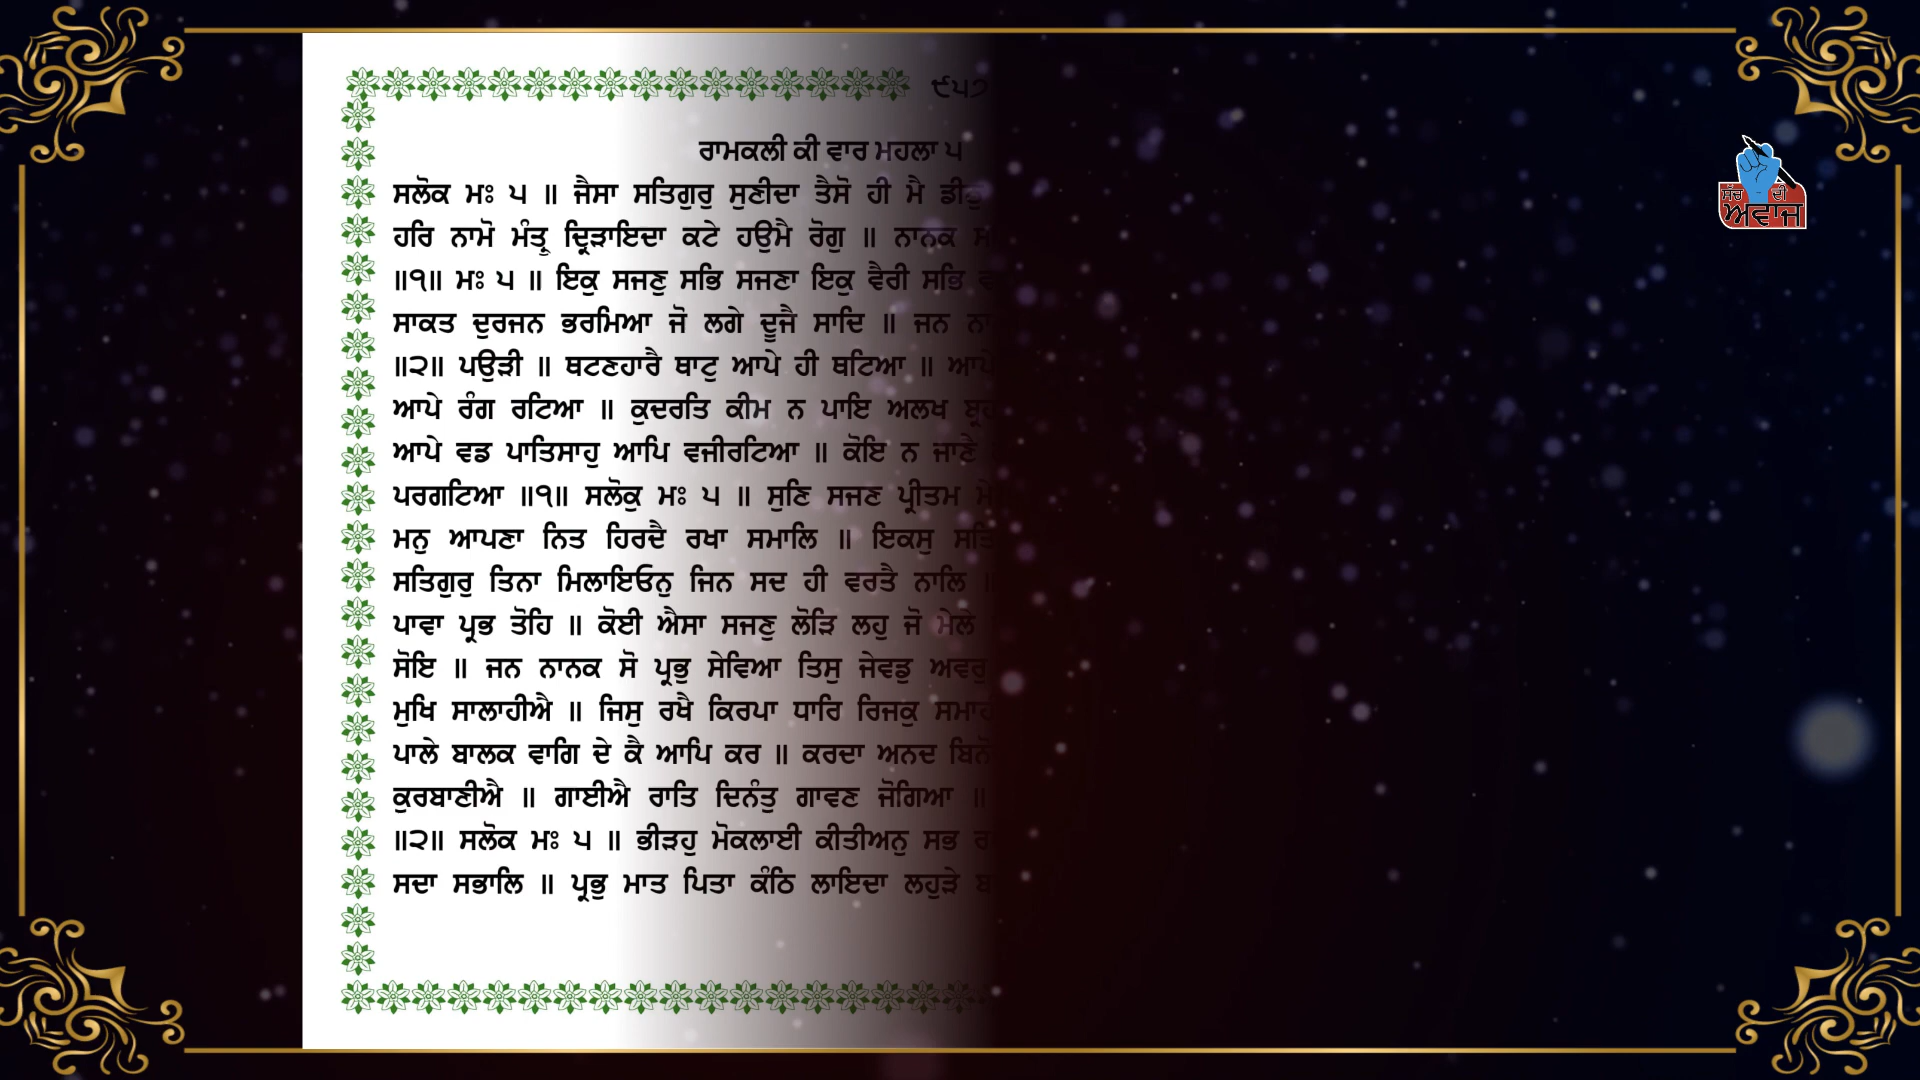 ੯੫੭
ਰਾਮਕਲੀ ਕੀ ਵਾਰ ਮਹਲਾ ੫
ਸਲੋਕ ਮਃ ੫ ॥ ਜੈਸਾ ਸਤਿਗੁਰੁ ਸੁਣੀਦਾ ਤੈਸੋ ਹੀ ਮੈ
ਹਰਿ ਨਾਮੋ ਮੰਤ੍ਰੁ ਦ੍ਰਿੜਾਇਦਾ ਕਟੇ ਹਉਮੈ ਰੋਗੁ ॥ ਨਾਨਕ
॥੧॥ ਮਃ ੫ ॥ ਇਕੁ ਸਜਣੁ ਸਭਿ ਸਜਣਾ ਇਕੁ ਵੈਰੀ ਸਭਿ
ਸਾਕਤ ਦੁਰਜਨ ਭਰਮਿਆ ਜੋ ਲਗੇ ਦੂਜੈ ਸਾਦਿ ॥ ਜਨ
॥੨॥ ਪਉੜੀ ॥ ਥਟਣਹਾਰੈ ਥਾਟੁ ਆਪੇ ਹੀ ਥਟਿਆ ॥ ਆਪੇ
ਆਪੇ ਰੰਗ ਰਟਿਆ ॥ ਕੁਦਰਤਿ ਕੀਮ ਨ ਪਾਇ ਅਲਖ
ਆਪੇ ਵਡ ਪਾਤਿਸਾਹੁ ਆਪਿ ਵਜੀਰਟਿਆ ॥ ਕੋਇ ਨ ਜਾਣੈ
ਪਰਗਟਿਆ ॥੧॥ ਸਲੋਕੁ ਮਃ ੫ ॥ ਸੁਣਿ ਸਜਣ ਪ੍ਰੀਤਮ
ਮਨੁ ਆਪਣਾ ਨਿਤ ਹਿਰਦੈ ਰਖਾ ਸਮਾਲਿ ॥ ਇਕਸੁ
ਸਤਿਗੁਰੁ ਤਿਨਾ ਮਿਲਾਇਓਨੁ ਜਿਨ ਸਦ ਹੀ ਵਰਤੈ ਨਾਲਿ ॥
ਪਾਵਾ ਪ੍ਰਭ ਤੋਹਿ ॥ ਕੋਈ ਐਸਾ ਸਜਣੁ ਲੋੜਿ ਲਹੁ ਜੋ ਮੇਲੇ
ਸੋਇ ॥ ਜਨ ਨਾਨਕ ਸੋ ਪ੍ਰਭੁ ਸੇਵਿਆ ਤਿਸੁ ਜੇਵਡੁ ਅਵਰੁ
ਮੁਖਿ ਸਾਲਾਹੀਐ ॥ ਜਿਸੁ ਰਖੈ ਕਿਰਪਾ ਧਾਰਿ ਰਿਜਕੁ
ਪਾਲੇ ਬਾਲਕ ਵਾਗਿ ਦੇ ਕੈ ਆਪਿ ਕਰ ॥ ਕਰਦਾ ਅਨਦ
ਕੁਰਬਾਣੀਐ ॥ ਗਾਈਐ ਰਾਤਿ ਦਿਨੰਤੁ ਗਾਵਣ ਜੋਗਿਆ ॥
॥੨॥ ਸਲੋਕ ਮਃ ੫ ॥ ਭੀੜਹੁ ਮੋਕਲਾਈ ਕੀਤੀਅਨੁ ਸਭ
ਸਦਾ ਸਭਾਲਿ ॥ ਪ੍ਰਭੁ ਮਾਤ ਪਿਤਾ ਕੰਠਿ ਲਾਇਦਾ ਲਹੁੜੇ
ਸੱਚ ਦੀ
ਅਵਾਜ